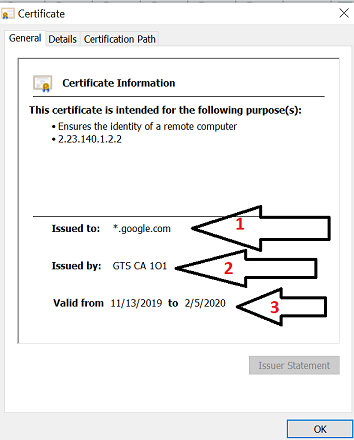 Certificate
General Details Certification Path
Certificate Information
This certificate is intended for the following purpose(s):
• Ensures the identity of a remote computer
• 2.23.140.1.2.2
Issued to: *.google.com 1
Issued by: GTS CA 1O1 2
Valid from 11/13/2019 to 2/5/2020 3
Issuer Statement
OK